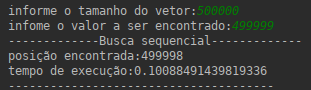 informe o tamanho do vetor:500000
infome o valor a ser encontrado:499999
-------------Busca sequencial-------------
posição encontrada:499998
tempo de execução:0.10088491439819336
--------------------------------------